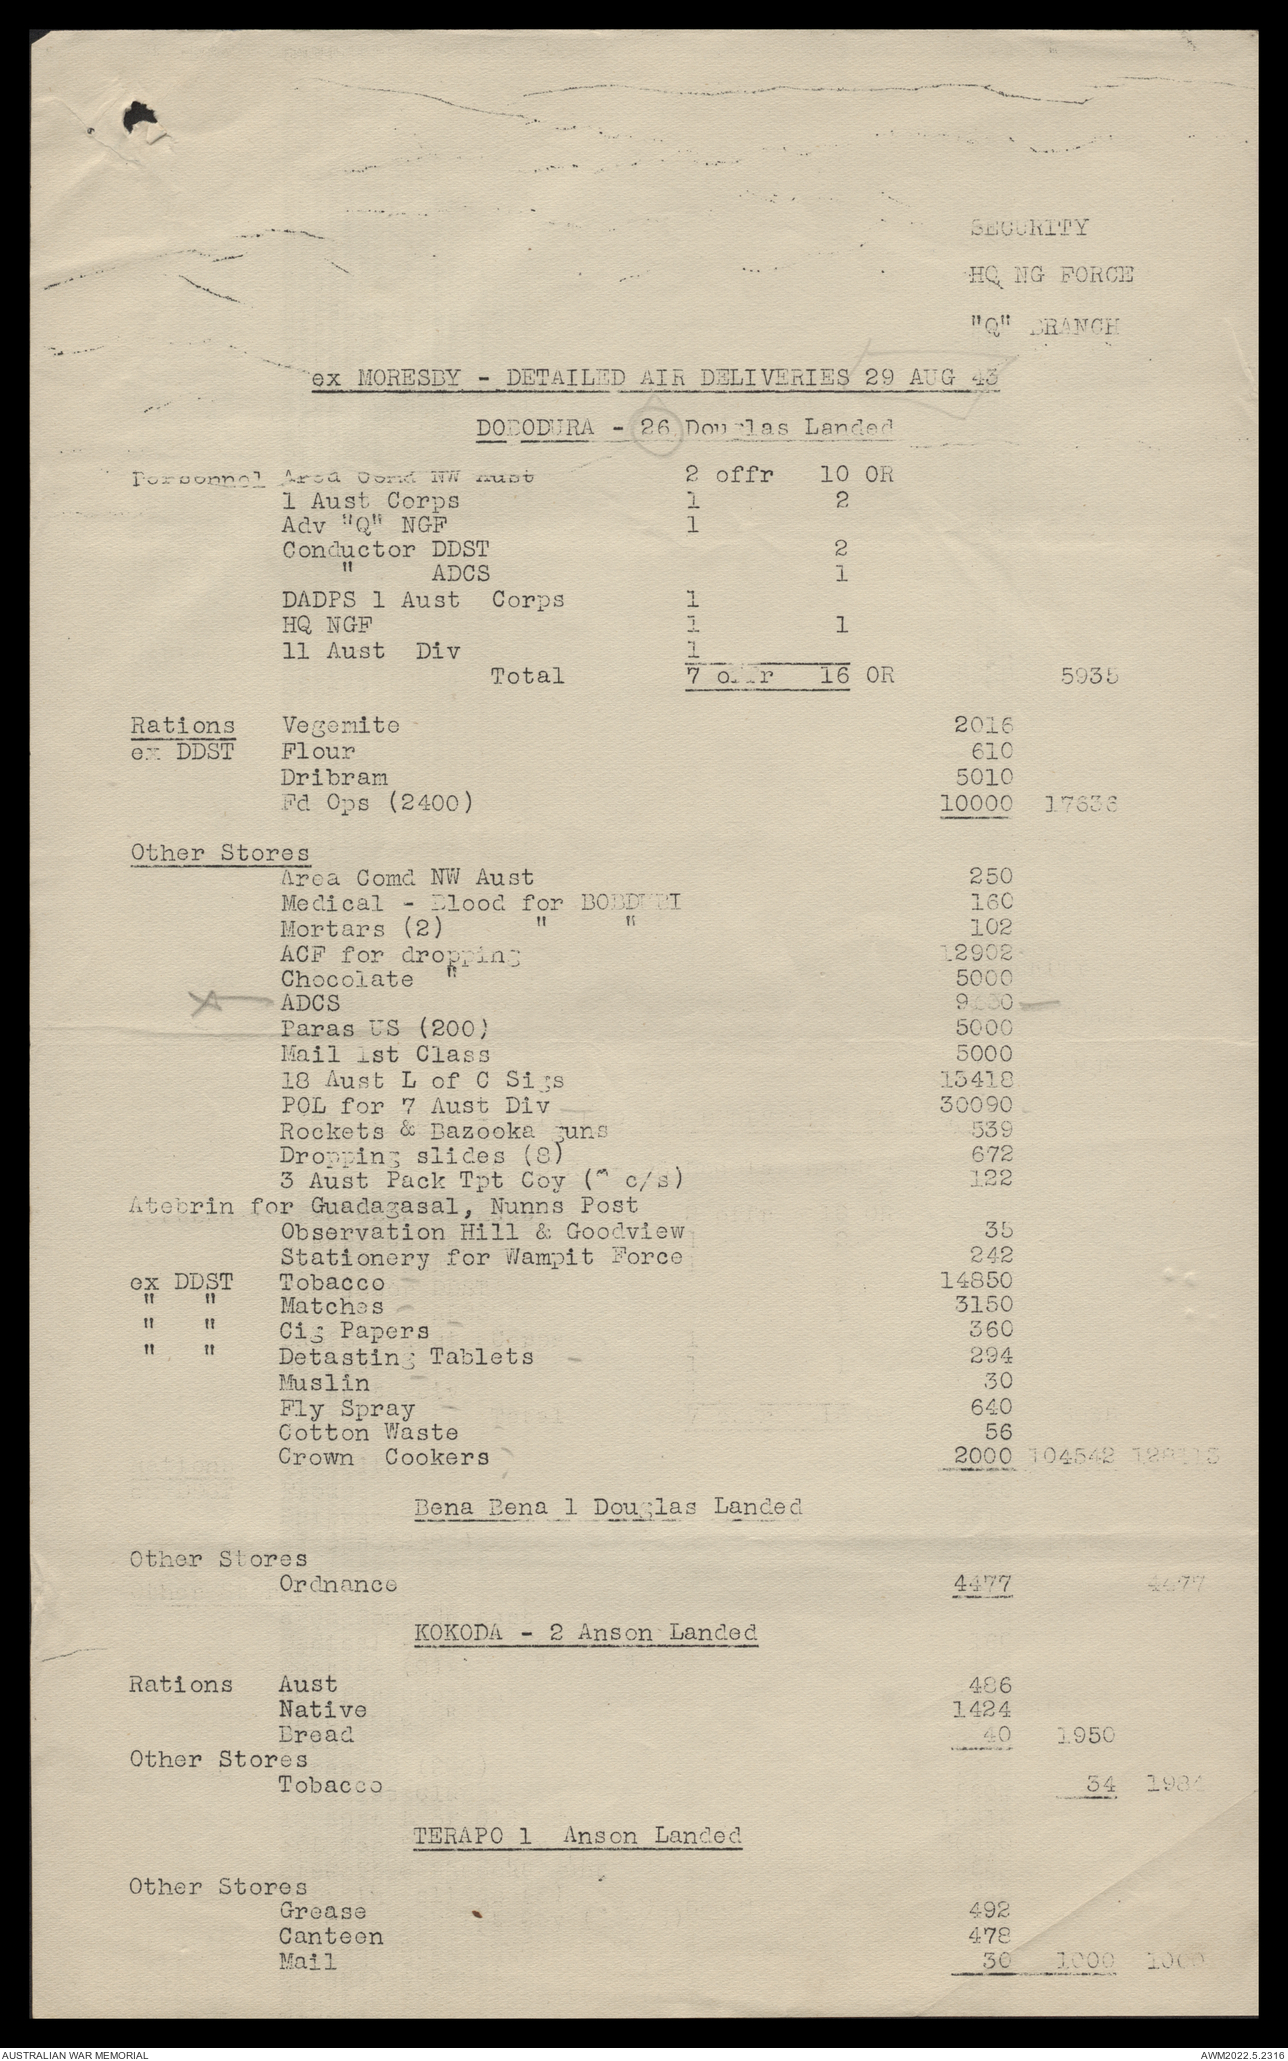 SECURITY
HQ NG FORCE
"Q" BRANCH
ex MORESBY - DETAILED AIR DELIVERIES 29 AUG 43
DOBODURA - 26 Douglas Landed
Personnel Area Comd NW Aust 2 offr 10 OR
1 Aust Corps 1 2
Adv "Q" NGF 1
Conductor DDST 2
" ADCS 1
DADPS 1 Aust Corps 1
HQ NGF 1 1
11 Aust Div 1
Total 7 offr 16 OR 5935
Rations Vegemite 2016
ex DDST Flour 610
Dribram 5010
Fd Ops (2400) 10000 17636
Other Stores
Area Comd NW Aust 250
Medical - Blood for BOBDUBI 160
Mortars (2) " " 102
ACF for dropping 12902
Chocolate " 5000
X ADCS
Paras US (200) 5000
Mail 1st Class 5000
18 Aust L of C Sigs 13418
POL for 7 Aust Div 30090
Rockets & Bazooka guns 539
Dropping slides (8) 672
3 Aust Pack Tpt Coy (" c/s) 122
Atebrin for Guadagasal, Nunns Post
Observation Hill & Goodview 35
Stationery for Wampit Force 242
ex DDST Tobacco 14850
" " Matches 3150
" " Cig Papers 360
" " Detasting Tablets 294
Muslin 30
Fly Spray 640
Cotton Waste 56
Crown Cookers 2000 104542 128113
Bena Bena 1 Douglas Landed
Other Stores
Ordnance 4477 4477
KOKODA - 2 Anson Landed
Rations Aust 486
Native 1424
Bread 40 1950
Other Stores
Tobacco 34 1984
TERAPO 1 Anson Landed
Other Stores
Grease 492
Canteen 478
Mail 30 1000 1000
AUSTRALIAN WAR MEMORIAL AWM2022.5.2316